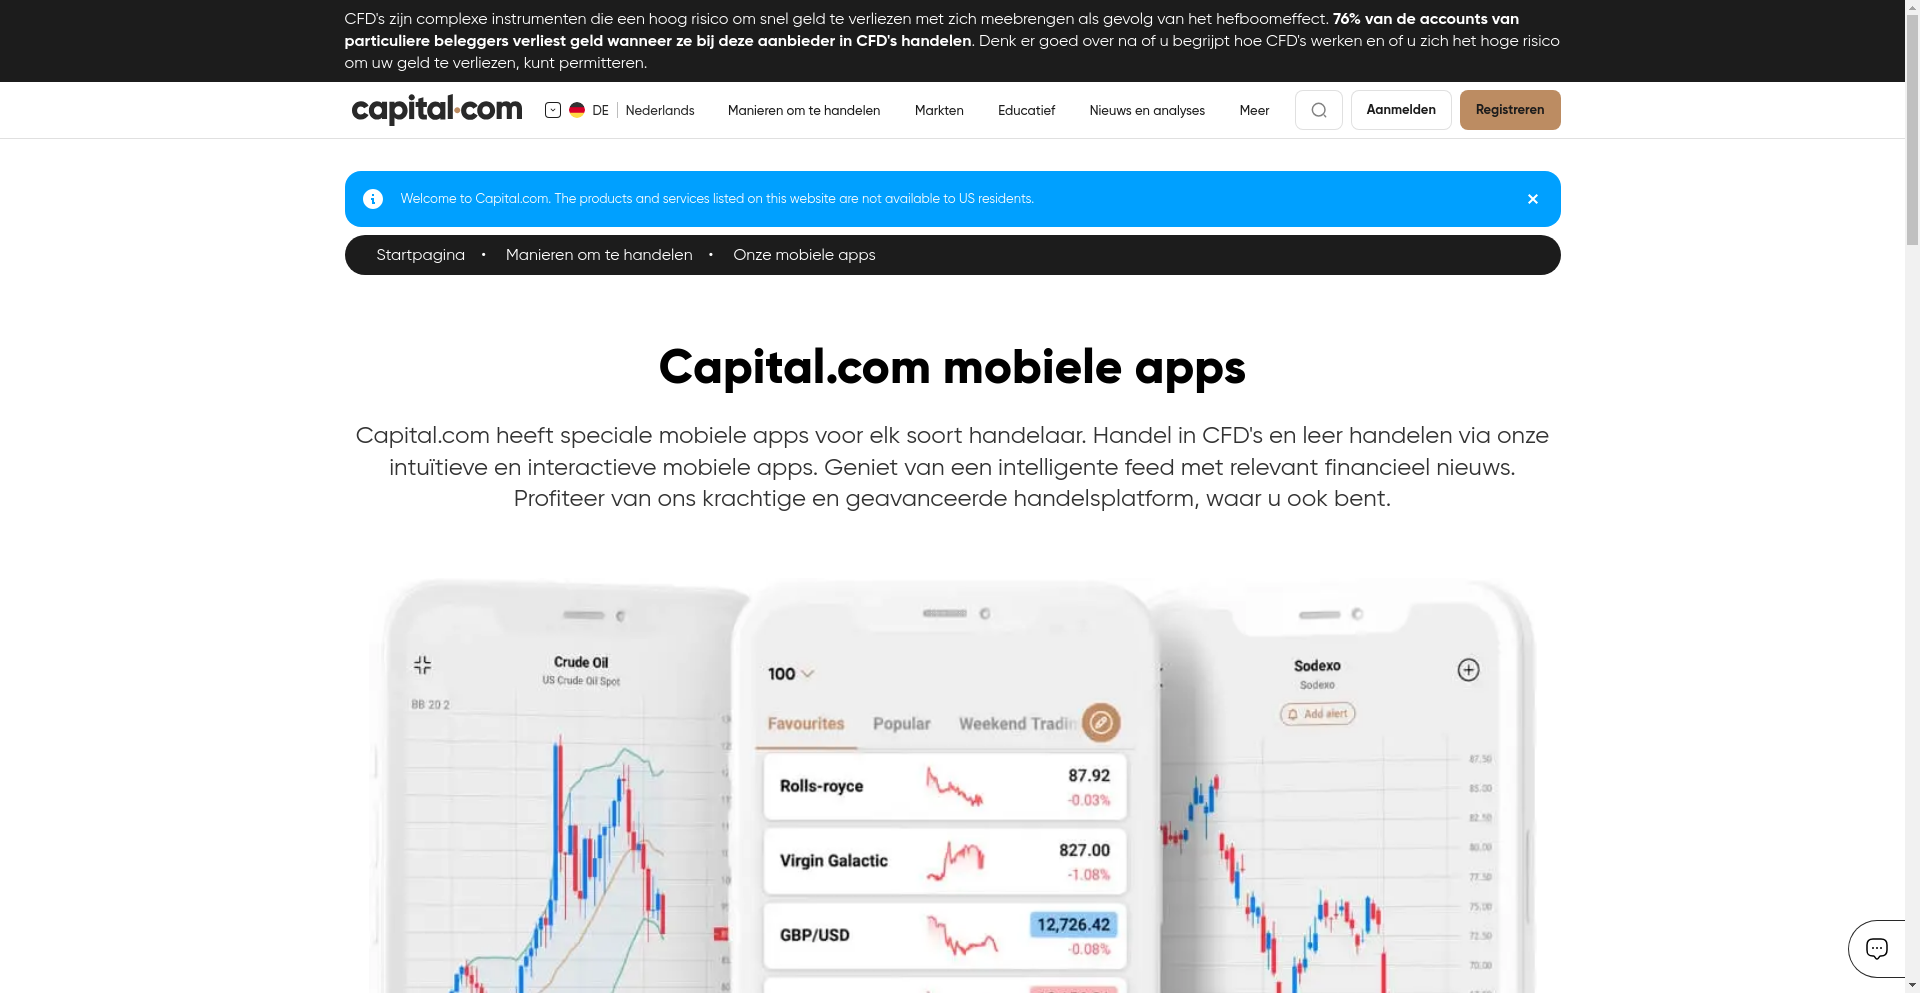 CFD's zijn complexe instrumenten die een hoog risico om snel geld te verliezen met zich meebrengen als gevolg van het hefboomeffect. 76% van de accounts van
particuliere beleggers verliest geld wanneer ze bij deze aanbieder in CFD's handelen. Denk er goed over na of u begrijpt hoe CFD's werken en of u zich het hoge risico
om uw geld te verliezen, kunt permitteren.
capital.com DE Nederlands Manieren om te handelen Markten Educatief Nieuws en analyses Meer Aanmelden Registreren
Welcome to Capital.com. The products and services listed on this website are not available to US residents.
Startpagina • Manieren om te handelen • Onze mobiele apps
Capital.com mobiele apps
Capital.com heeft speciale mobiele apps voor elk soort handelaar. Handel in CFD's en leer handelen via onze
intuïtieve en interactieve mobiele apps. Geniet van een intelligente feed met relevant financieel nieuws.
Profiteer van ons krachtige en geavanceerde handelsplatform, waar u ook bent.
Crude Oil
US Crude Oil Spot
BB 20 2
100
Favourites Popular Weekend Tradin
Rolls-royce 87.92
-0.03%
Virgin Galactic 827.00
-1.08%
GBP/USD 12,726.42
-0.08%
Sodexo
Sodexo
Add alert
87.50
85.00
82.50
80.00
77.50
75.00
72.50
70.00